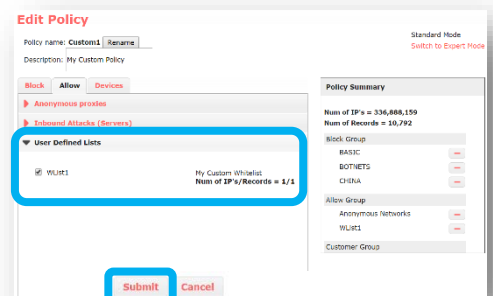 Edit Policy
Standard Mode
Policy name: Custom1 Rename
Switch to Expert Mode
Description: My Custom Policy
Block Allow Devices
Policy Summary
Anonymous proxies
Num of IP's = 336,888,159
Inbound Attacks (Servers)
Num of Records = 10,792
User Defined Lists
Block Group
BASIC
WList1 My Custom Whitelist
BOTNETS
Num of IP's/Records = 1/1
CHINA
Allow Group
Anonymous Networks
WList1
Customer Group
Submit Cancel